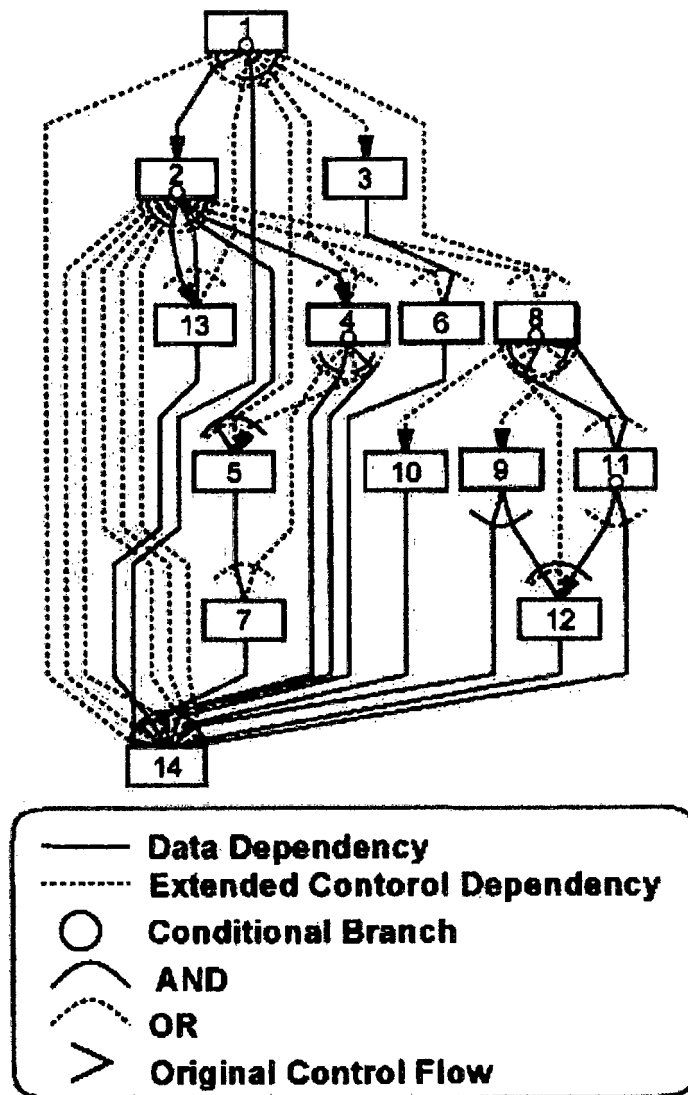 1
2
3
13
4
6
8
5
10
9
11
7
12
14
Data Dependency
Extended Contorol Dependency
Conditional Branch
AND
OR
Original Control Flow